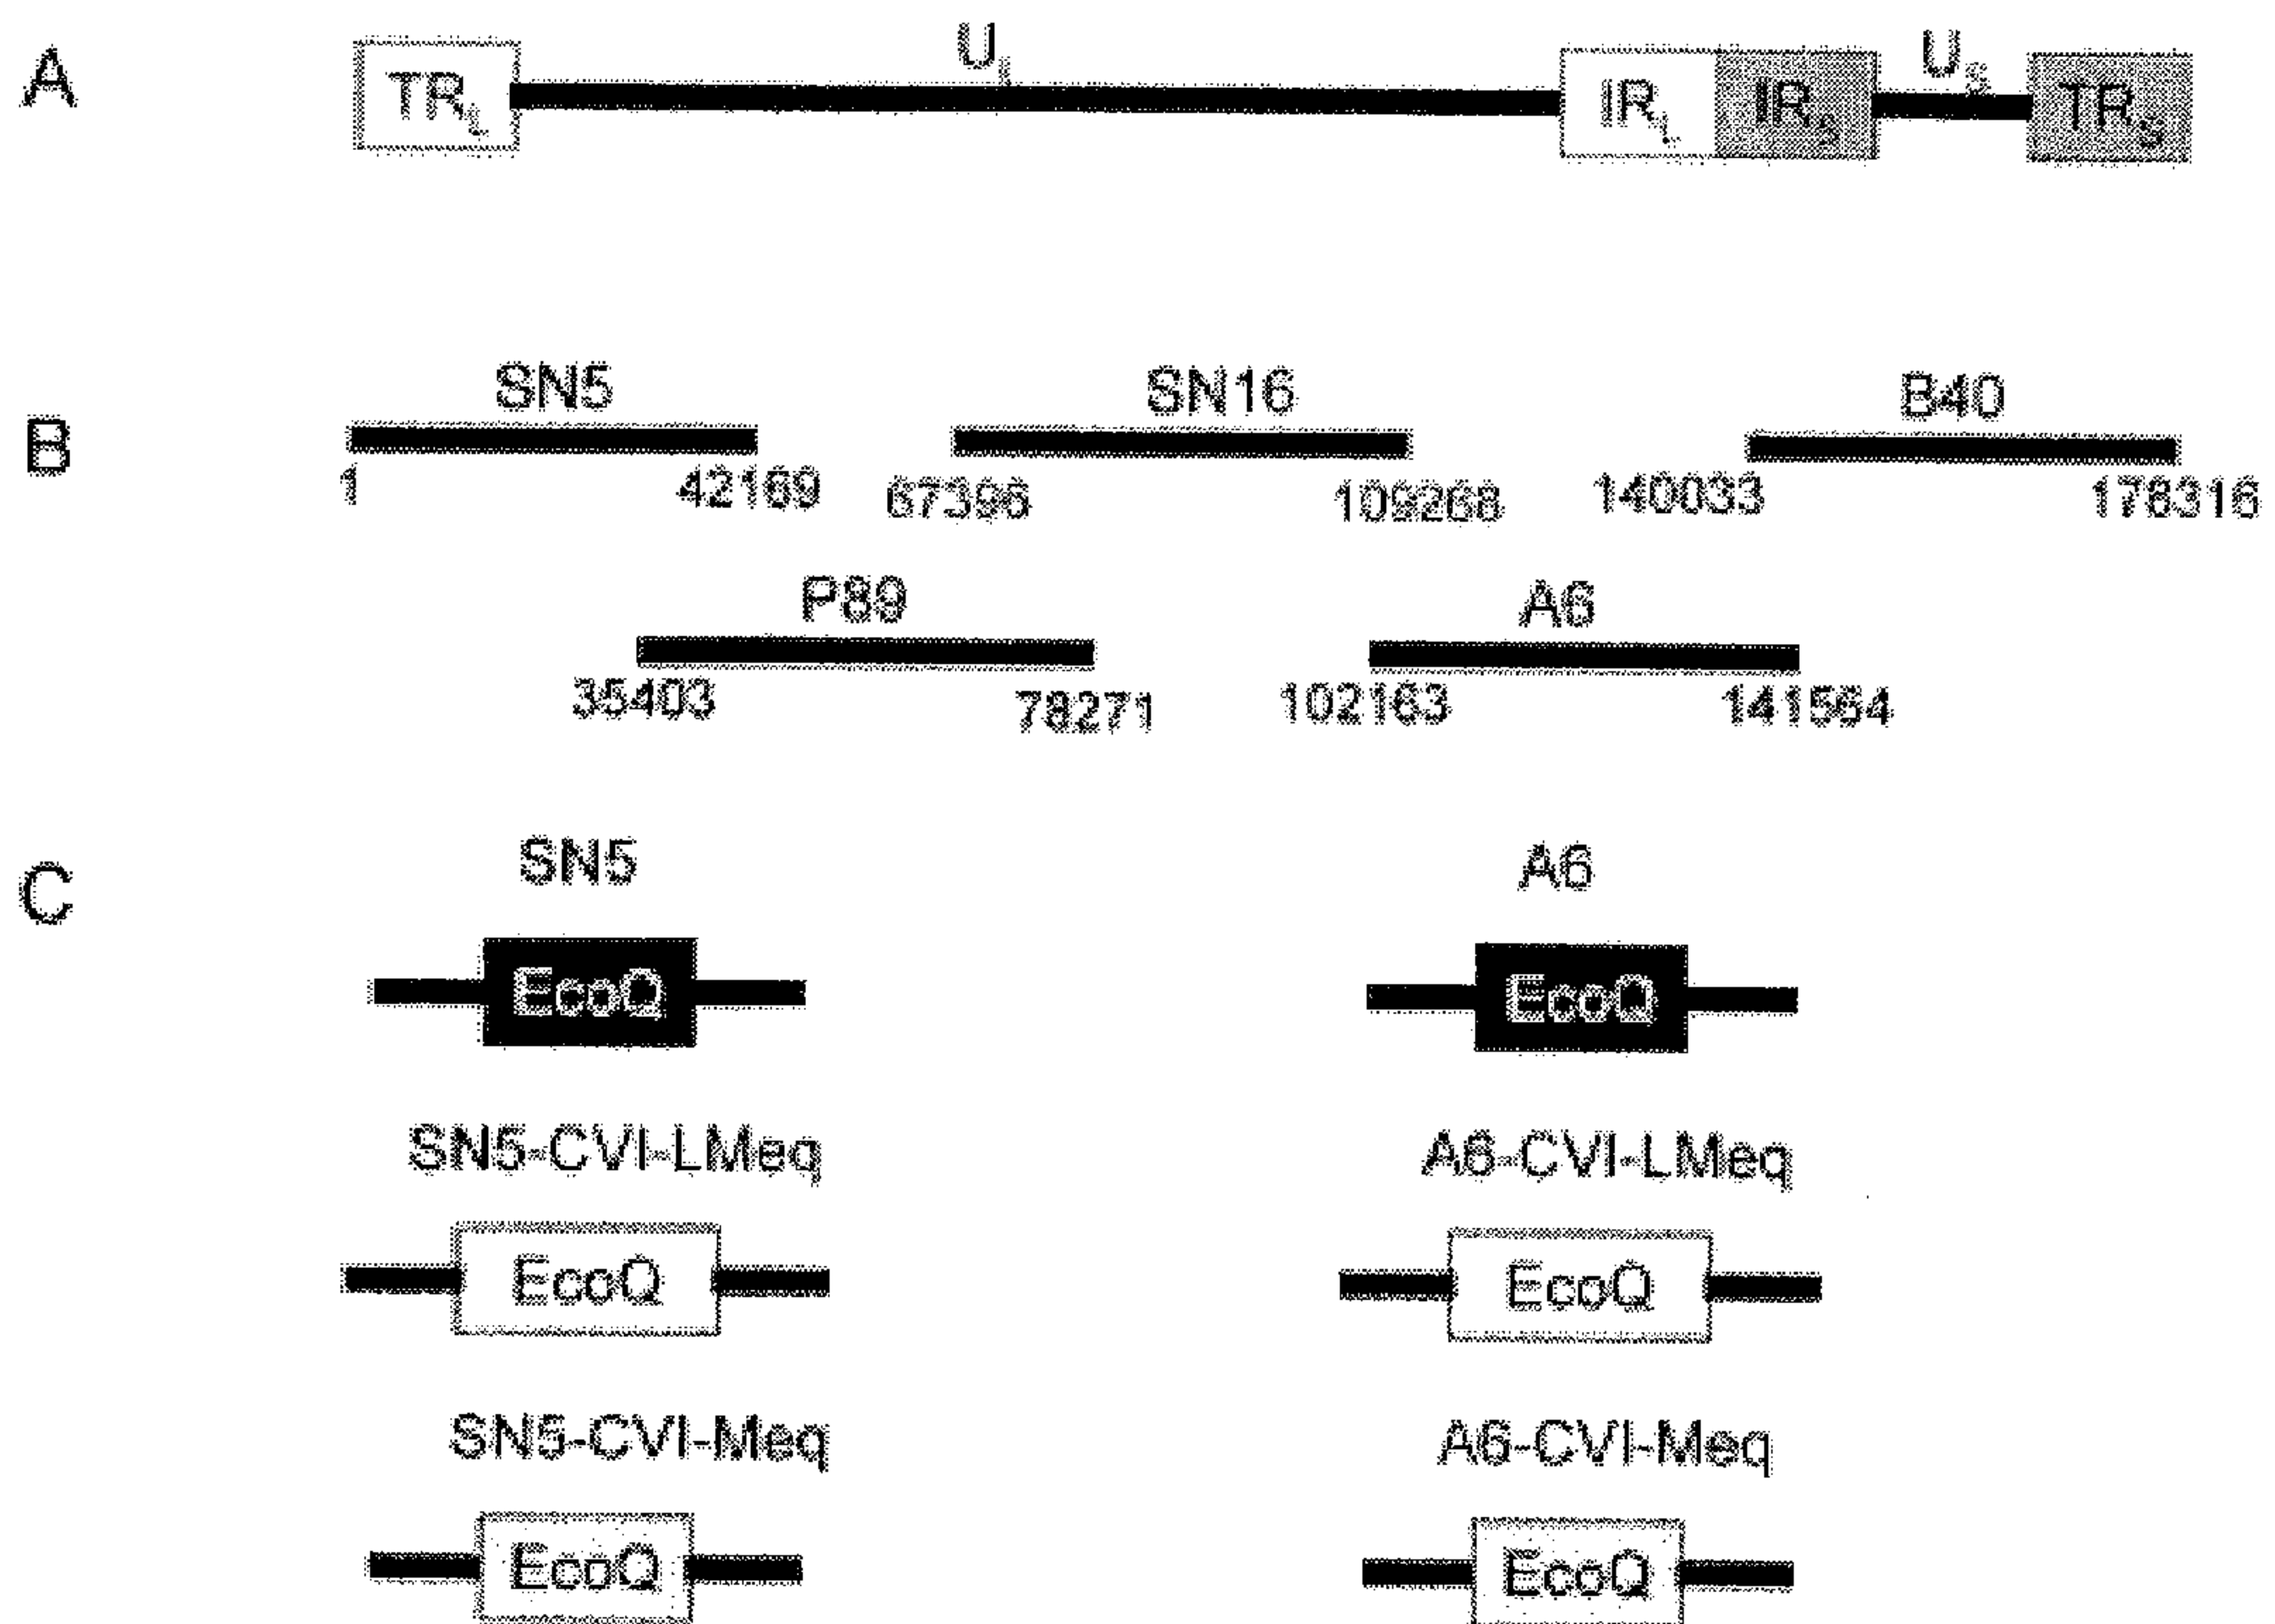 A
TR_L U_L IR_L IR_S U_S TR_S
B
SN5 SN16 B40
1 42169 67396 109268 140033 176316
P89 A6
35403 78271 102163 141564
C
SN5 A6
EcoQ EcoQ
SN5-CVI-LMeq A6-CVI-LMeq
EcoQ EcoQ
SN5-CVI-Meq A6-CVI-Meq
EcoQ EcoQ